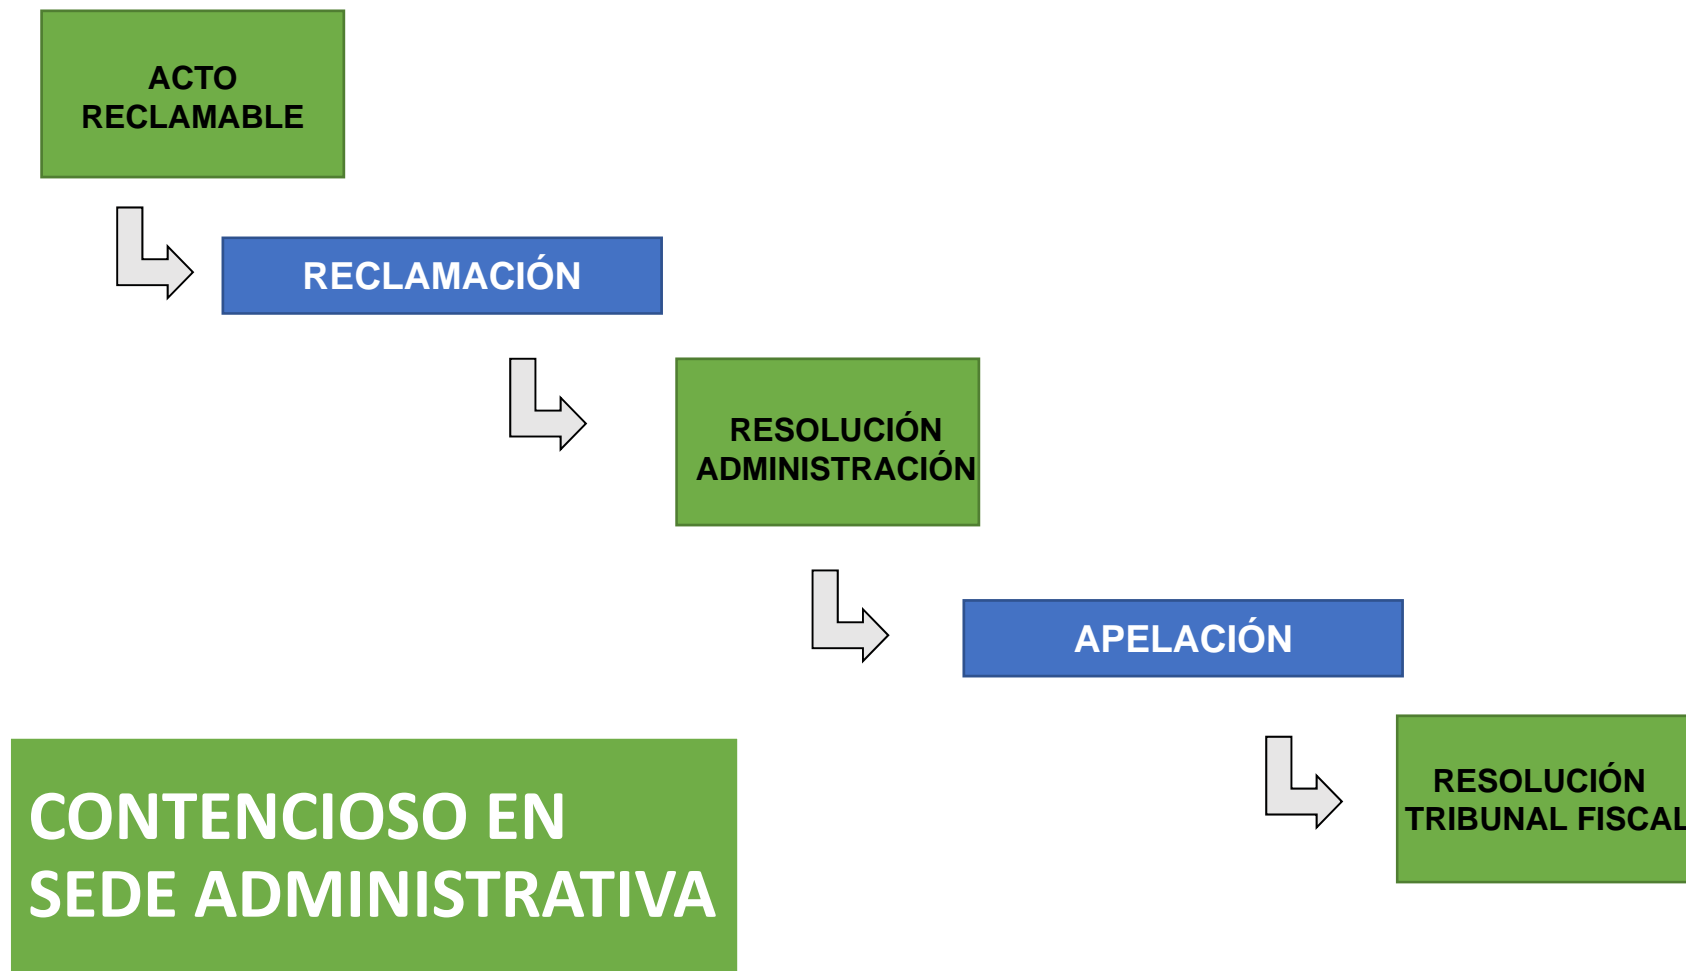 ACTO
RECLAMABLE
RECLAMACIÓN
RESOLUCIÓN
ADMINISTRACIÓN
APELACIÓN
RESOLUCIÓN
TRIBUNAL FISCAL
CONTENCIOSO EN
SEDE ADMINISTRATIVA